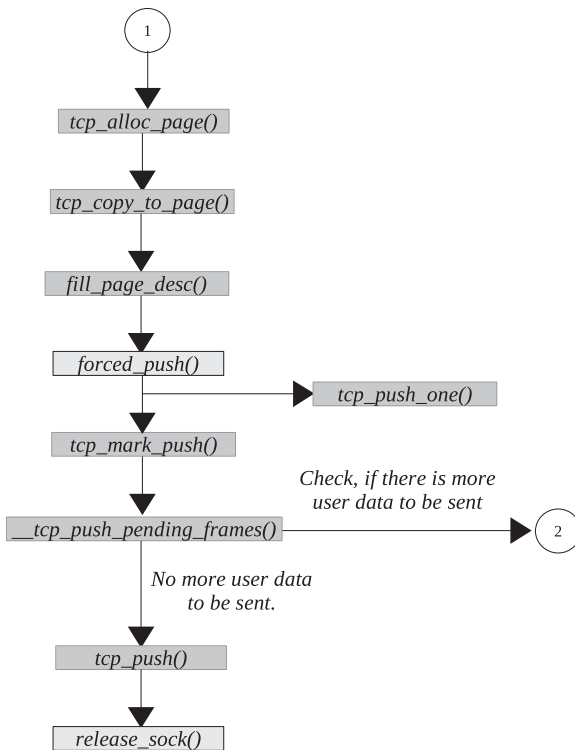 1
tcp_alloc_page()
tcp_copy_to_page()
fill_page_desc()
forced_push()
tcp_push_one()
tcp_mark_push()
Check, if there is more
user data to be sent
__tcp_push_pending_frames()
2
No more user data
to be sent.
tcp_push()
release_sock()